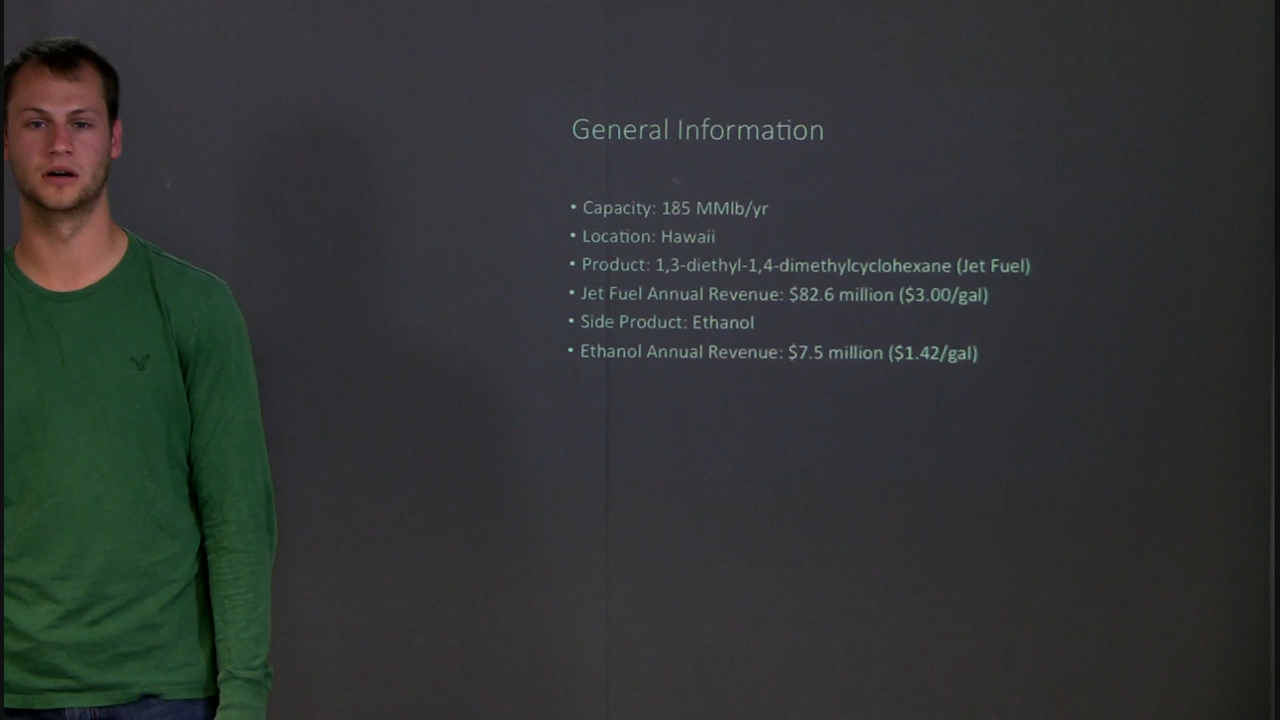 General Information
• Capacity: 185 MMlb/yr
• Location: Hawaii
• Product: 1,3-diethyl-1,4-dimethylcyclohexane (Jet Fuel)
• Jet Fuel Annual Revenue: $82.6 million ($3.00/gal)
• Side Product: Ethanol
• Ethanol Annual Revenue: $7.5 million ($1.42/gal)